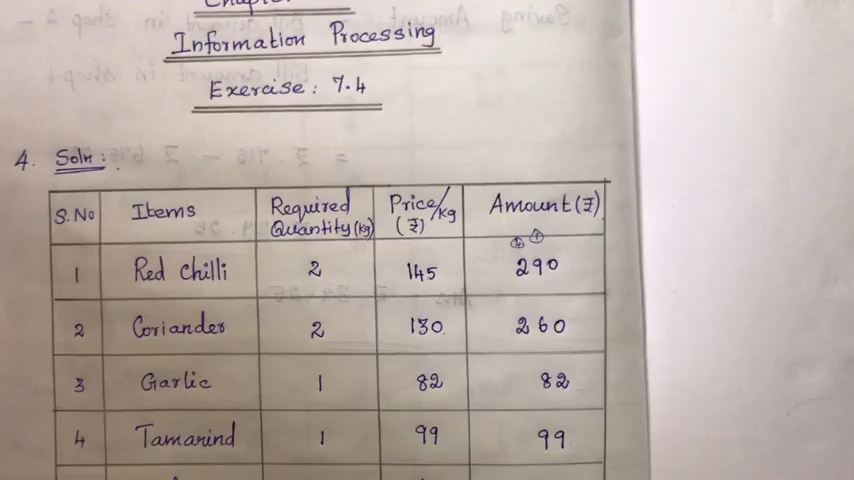 Information Processing
Exercise: 7.4
4. Soln:
S.No Items Required Quantity(kg) Price/kg (₹) Amount(₹)
1 Red chilli 2 145 290
2 Coriander 2 130 260
3 Garlic 1 82 82
4 Tamarind 1 99 99